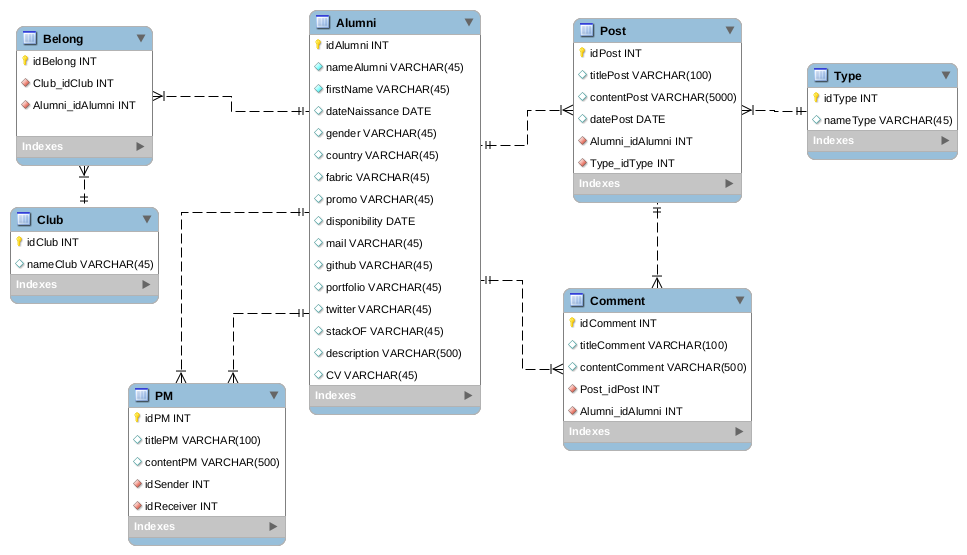 Belong
idBelong INT
Club_idClub INT
Alumni_idAlumni INT
Indexes
Club
idClub INT
nameClub VARCHAR(45)
Indexes
Alumni
idAlumni INT
nameAlumni VARCHAR(45)
firstName VARCHAR(45)
dateNaissance DATE
gender VARCHAR(45)
country VARCHAR(45)
fabric VARCHAR(45)
promo VARCHAR(45)
disponibility DATE
mail VARCHAR(45)
github VARCHAR(45)
portfolio VARCHAR(45)
twitter VARCHAR(45)
stackOF VARCHAR(45)
description VARCHAR(500)
CV VARCHAR(45)
Indexes
PM
idPM INT
titlePM VARCHAR(100)
contentPM VARCHAR(500)
idSender INT
idReceiver INT
Indexes
Post
idPost INT
titlePost VARCHAR(100)
contentPost VARCHAR(5000)
datePost DATE
Alumni_idAlumni INT
Type_idType INT
Indexes
Type
idType INT
nameType VARCHAR(45)
Indexes
Comment
idComment INT
titleComment VARCHAR(100)
contentComment VARCHAR(500)
Post_idPost INT
Alumni_idAlumni INT
Indexes